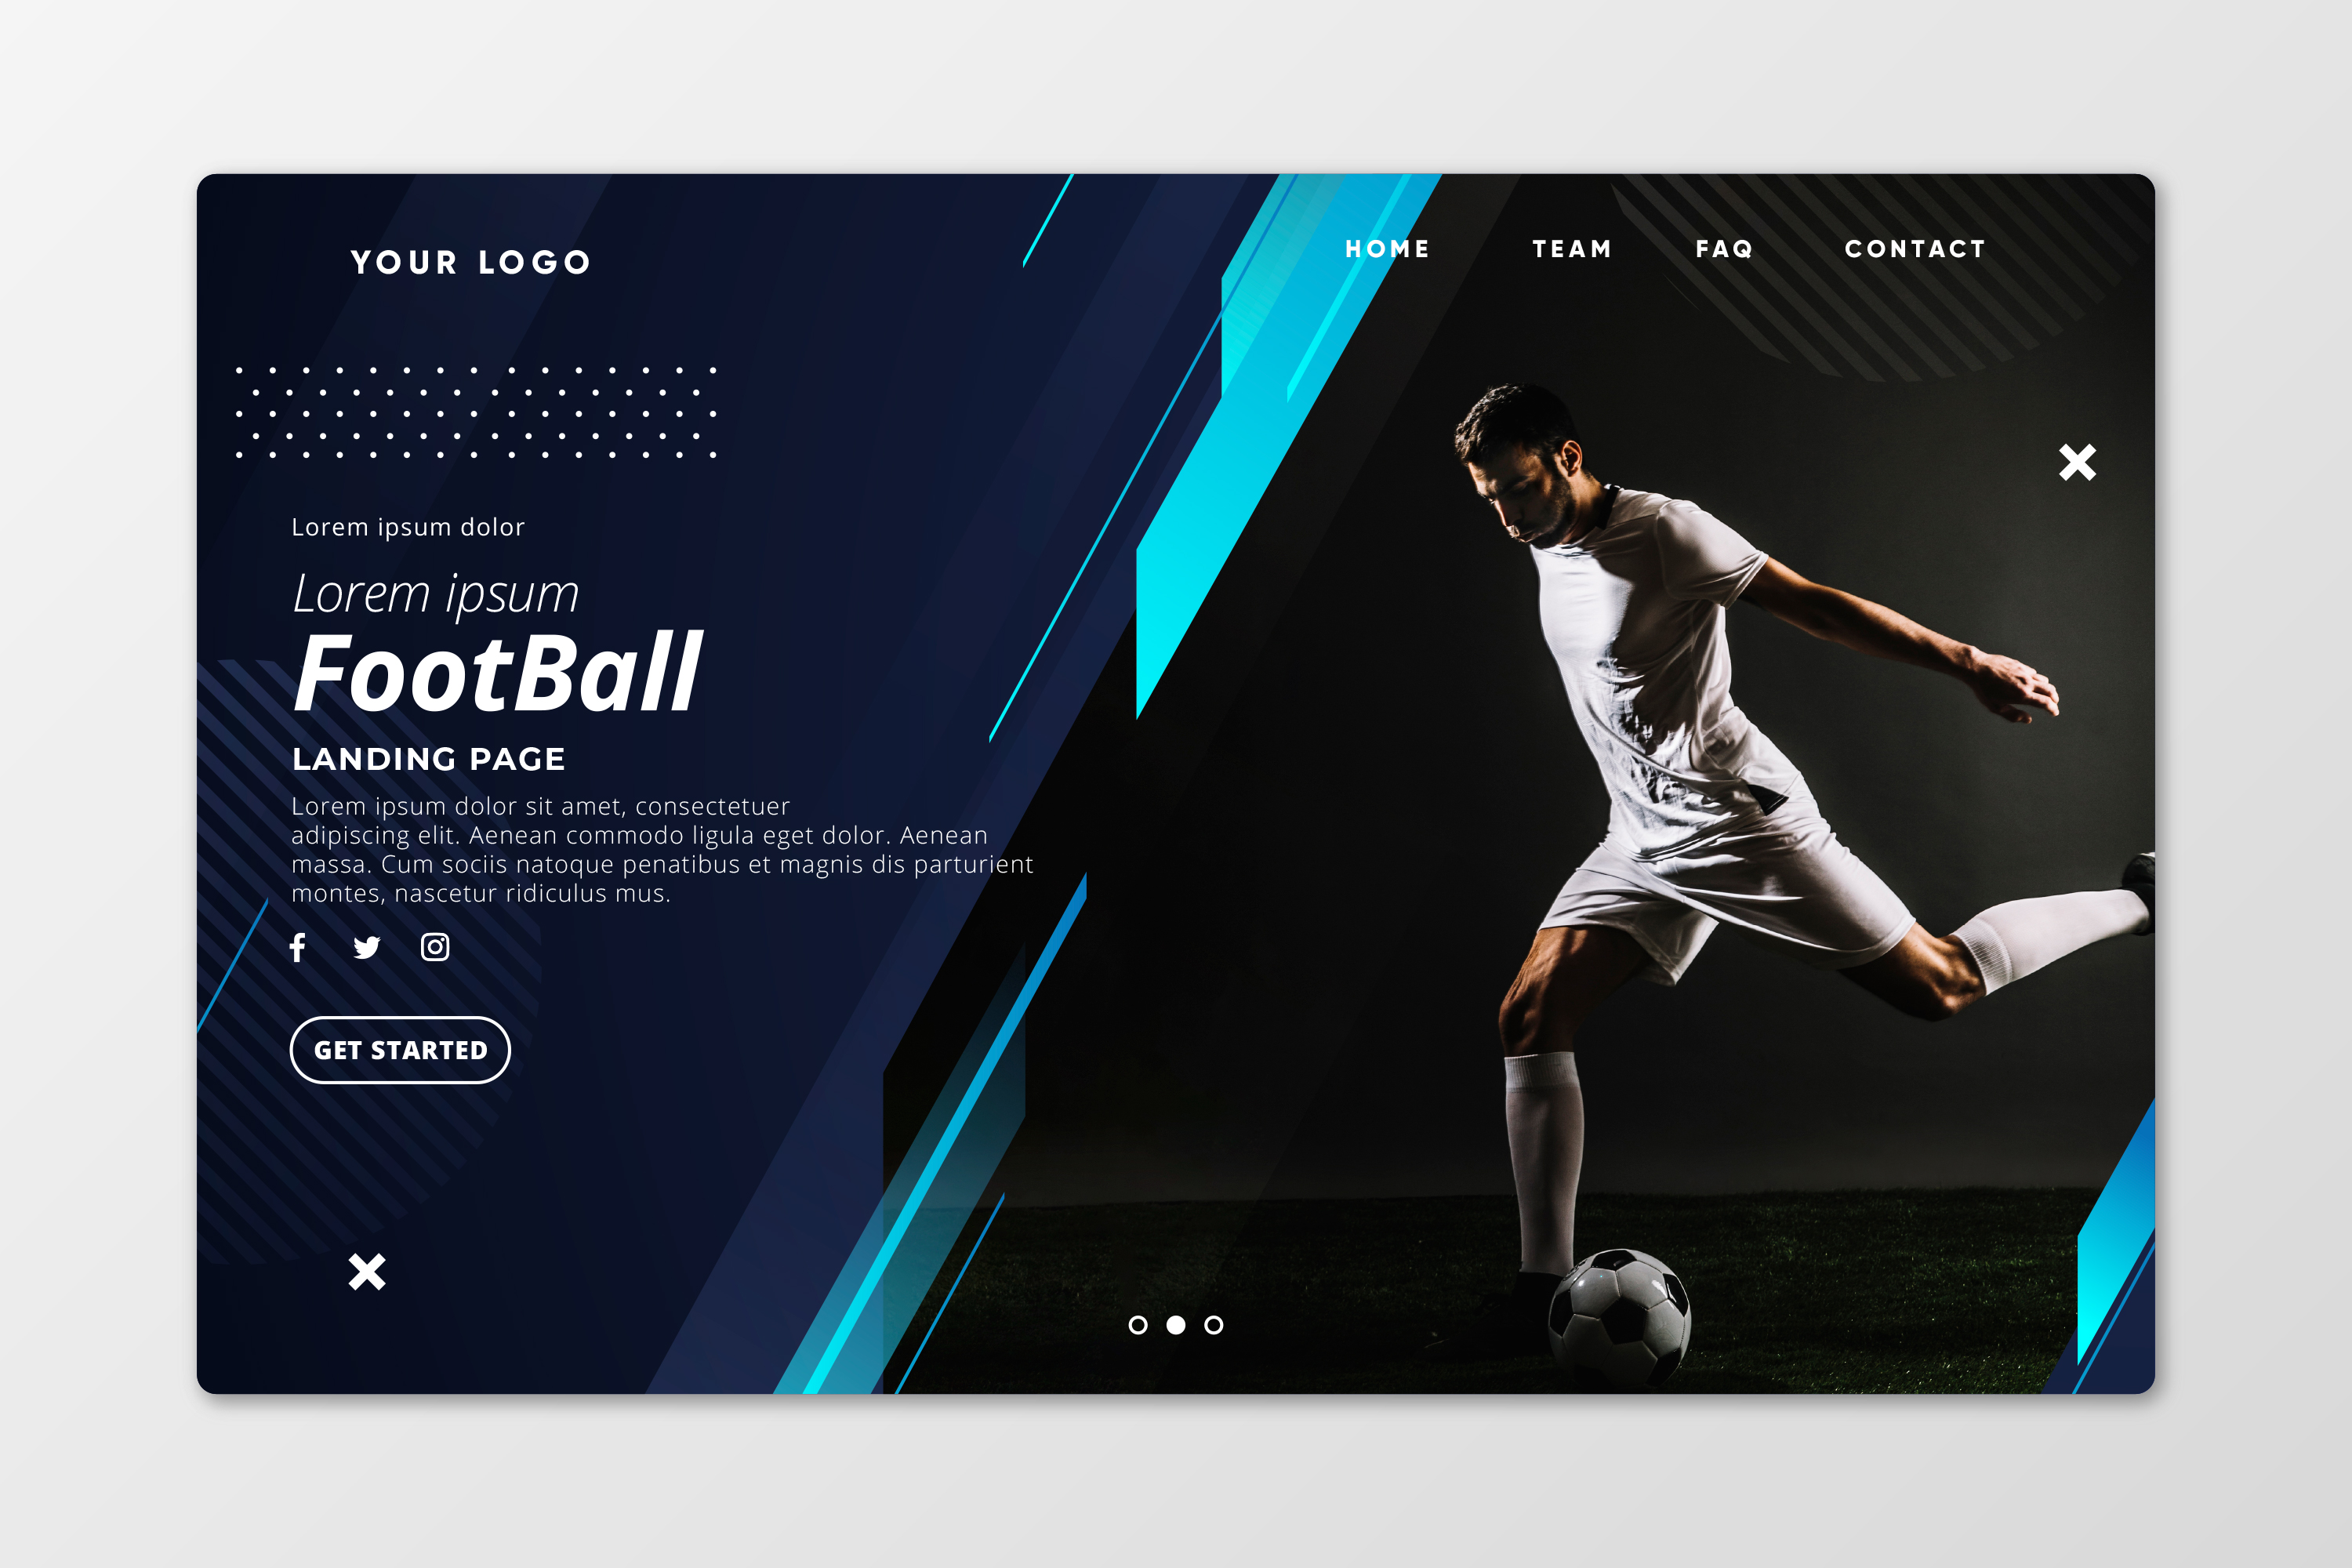 YOUR LOGO
HOME TEAM FAQ CONTACT
Lorem ipsum dolor
Lorem ipsum
FootBall
LANDING PAGE
Lorem ipsum dolor sit amet, consectetuer
adipiscing elit. Aenean commodo ligula eget dolor. Aenean
massa. Cum sociis natoque penatibus et magnis dis parturient
montes, nascetur ridiculus mus.
GET STARTED